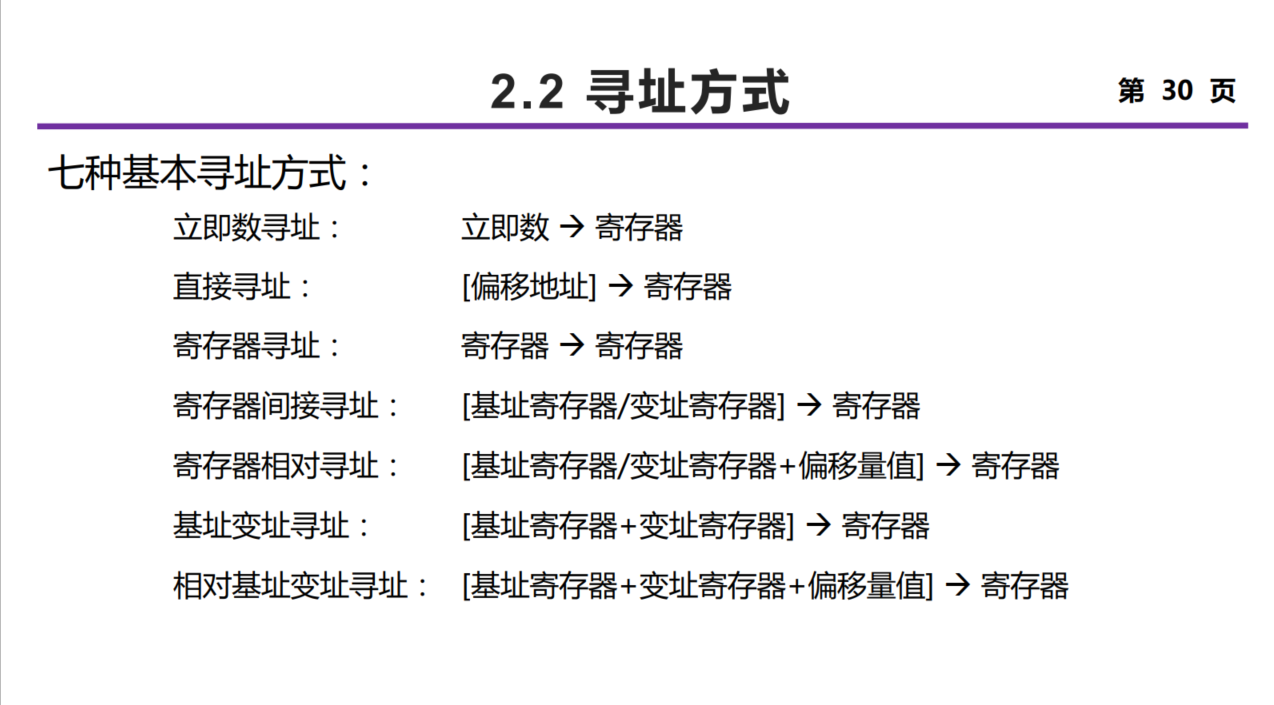 2.2 寻址方式
第 30 页
七种基本寻址方式：
立即数寻址： 立即数 → 寄存器
直接寻址： [偏移地址] → 寄存器
寄存器寻址： 寄存器 → 寄存器
寄存器间接寻址： [基址寄存器/变址寄存器] → 寄存器
寄存器相对寻址： [基址寄存器/变址寄存器+偏移量值] → 寄存器
基址变址寻址： [基址寄存器+变址寄存器] → 寄存器
相对基址变址寻址： [基址寄存器+变址寄存器+偏移量值] → 寄存器